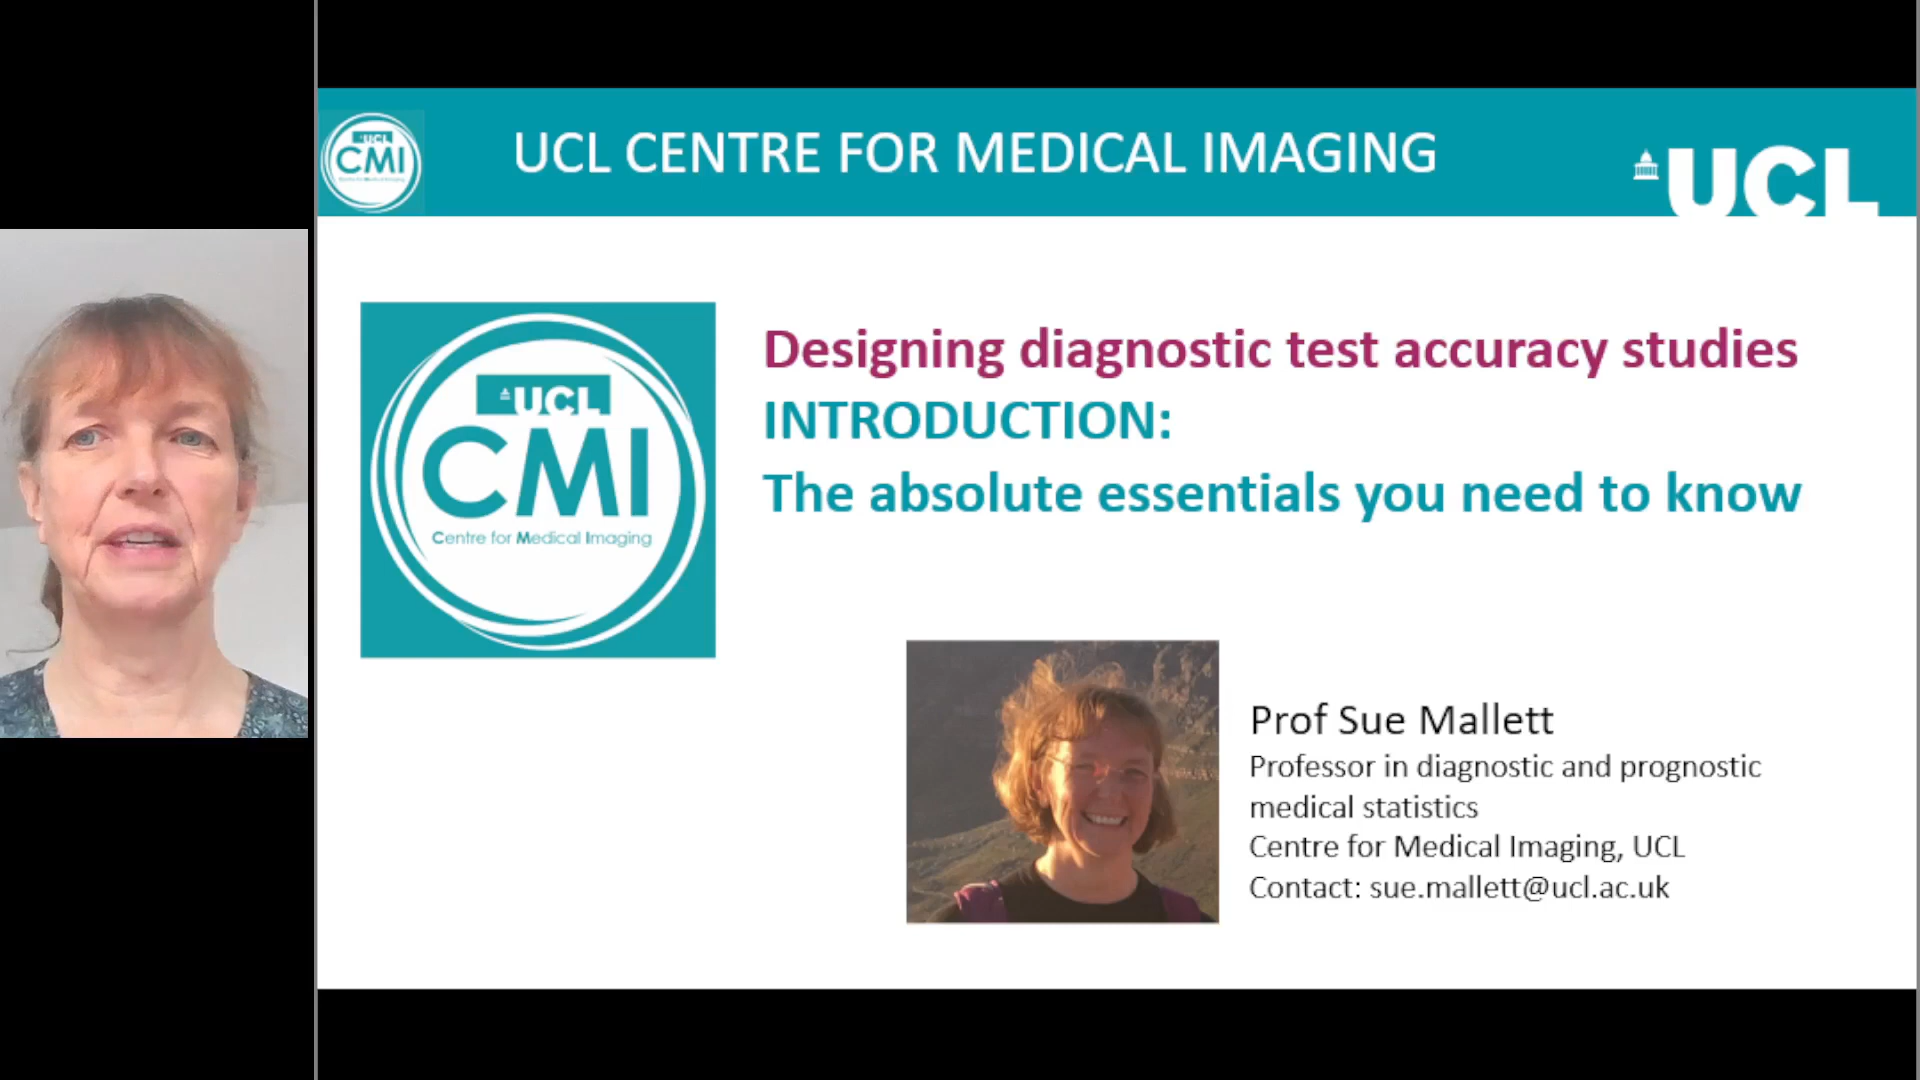 UCL
CMI
UCL CENTRE FOR MEDICAL IMAGING
UCL
UCL
CMI
Centre for Medical Imaging
Designing diagnostic test accuracy studies
INTRODUCTION:
The absolute essentials you need to know
Prof Sue Mallett
Professor in diagnostic and prognostic
medical statistics
Centre for Medical Imaging, UCL
Contact: sue.mallett@ucl.ac.uk